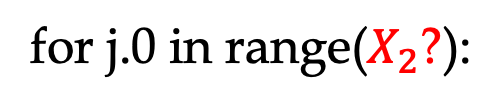 for j.0 in range(X₂?):